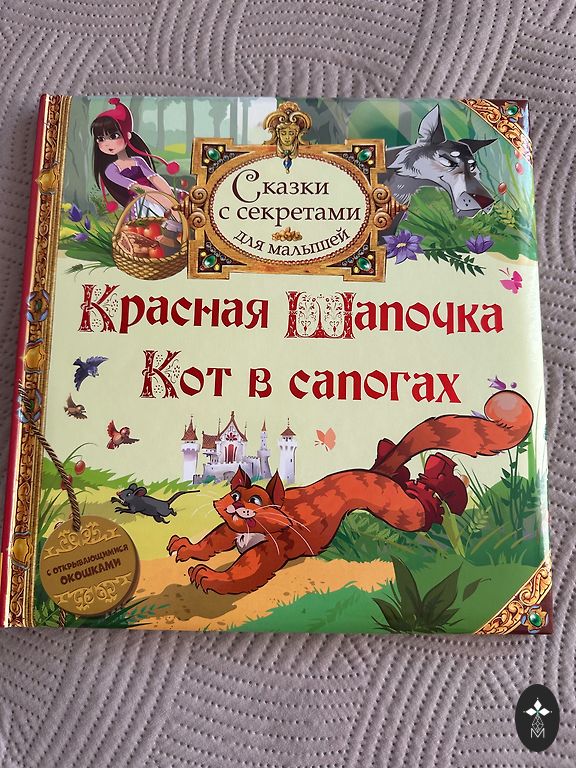 Сказки
с секретами
для малышей
Красная Шапочка
Кот в сапогах
с открывающимися
окошками
М